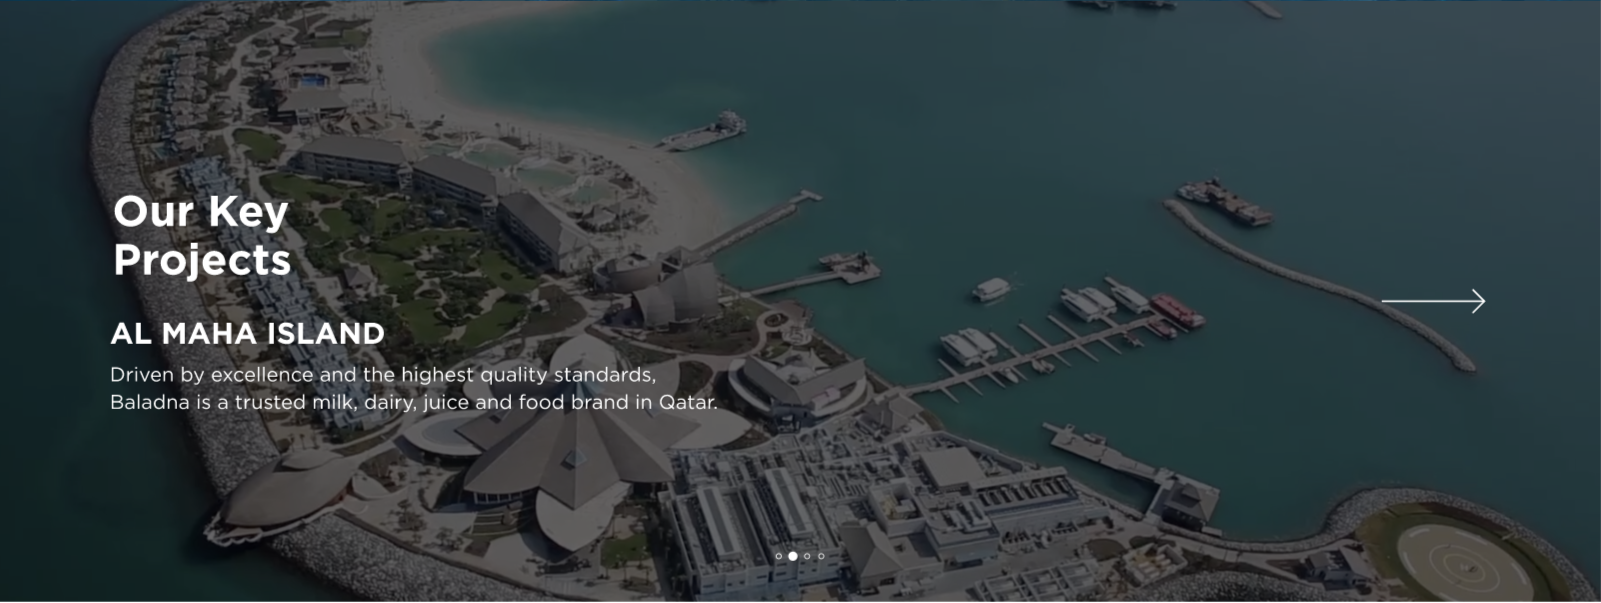 Our Key
Projects
AL MAHA ISLAND
Driven by excellence and the highest quality standards,
Baladna is a trusted milk, dairy, juice and food brand in Qatar.